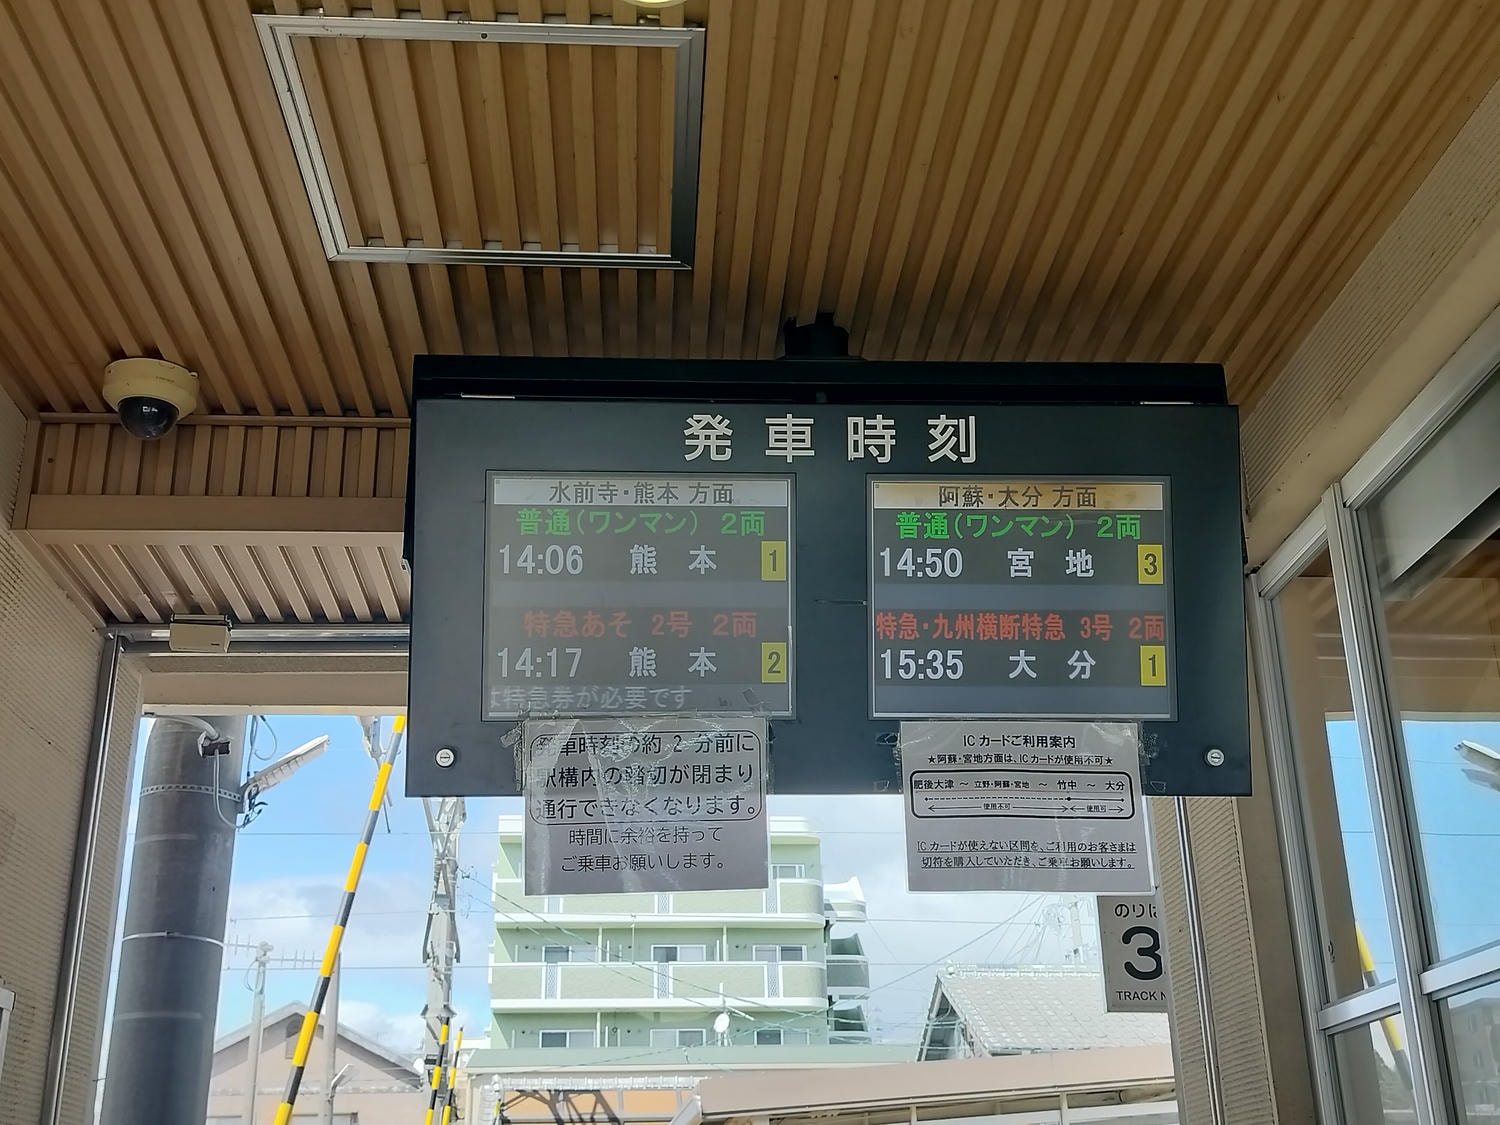 発車時刻
水前寺・熊本 方面
普通(ワンマン) 2両
14:06 熊本 1
特急あそ 2号 2両
14:17 熊本 2
は特急券が必要です
阿蘇・大分 方面
普通(ワンマン) 2両
14:50 宮地 3
特急・九州横断特急 3号 2両
15:35 大分 1
発車時刻の約 2 分前に
駅構内の踏切が閉まり
通行できなくなります。
時間に余裕を持って
ご乗車お願いします。
IC カードご利用案内
★阿蘇・宮地方面は、IC カードが使用不可★
肥後大津 ～ 立野・阿蘇・宮地 ～ 竹中 ～ 大分
使用不可 使用可
IC カードが使えない区間を、ご利用のお客さまは
切符を購入していただき、ご乗車お願いします。
のりば
3
TRACK N